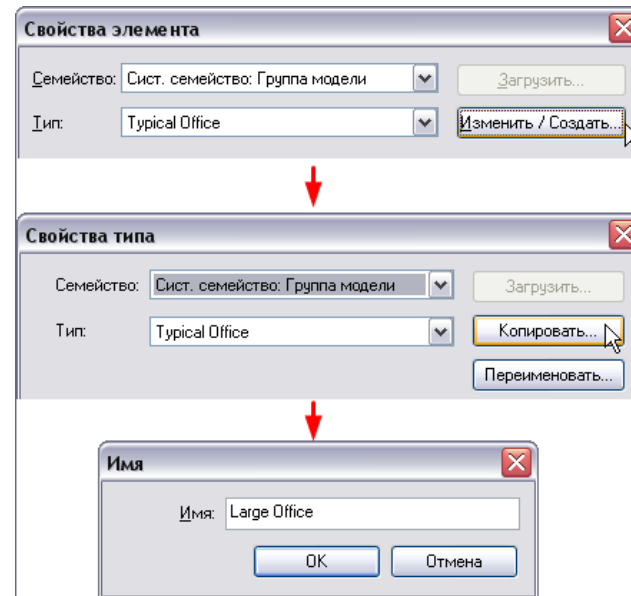 Свойства элемента
Семейство: Сист. семейство: Группа модели Загрузить...
Тип: Typical Office Изменить / Создать...
Свойства типа
Семейство: Сист. семейство: Группа модели Загрузить...
Тип: Typical Office Копировать...
Переименовать...
Имя
Имя: Large Office
OK Отмена